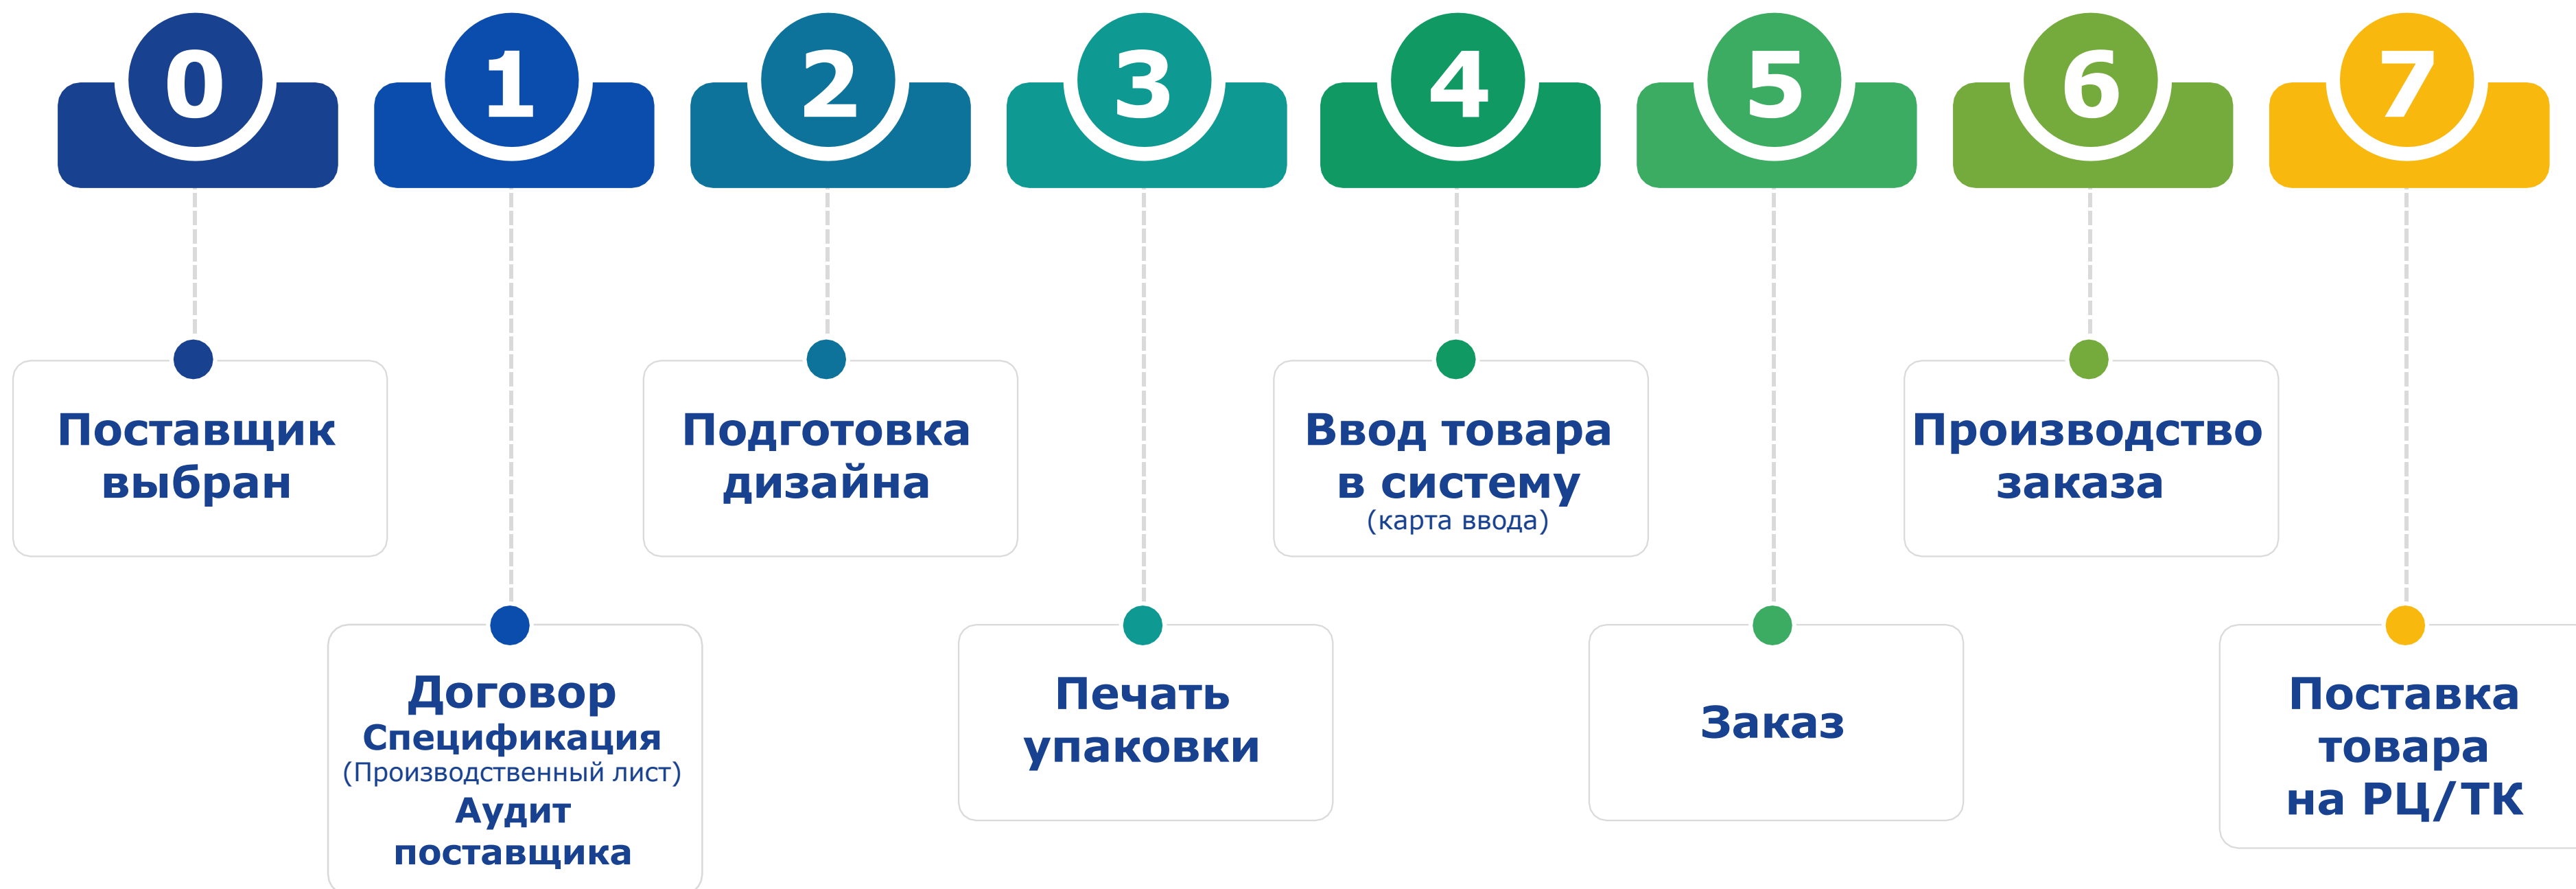 0
1
2
3
4
5
6
7
Поставщик
выбран
Подготовка
дизайна
Ввод товара
в систему
(карта ввода)
Производство
заказа
Договор
Спецификация
(Производственный лист)
Аудит
поставщика
Печать
упаковки
Заказ
Поставка
товара
на РЦ/ТК